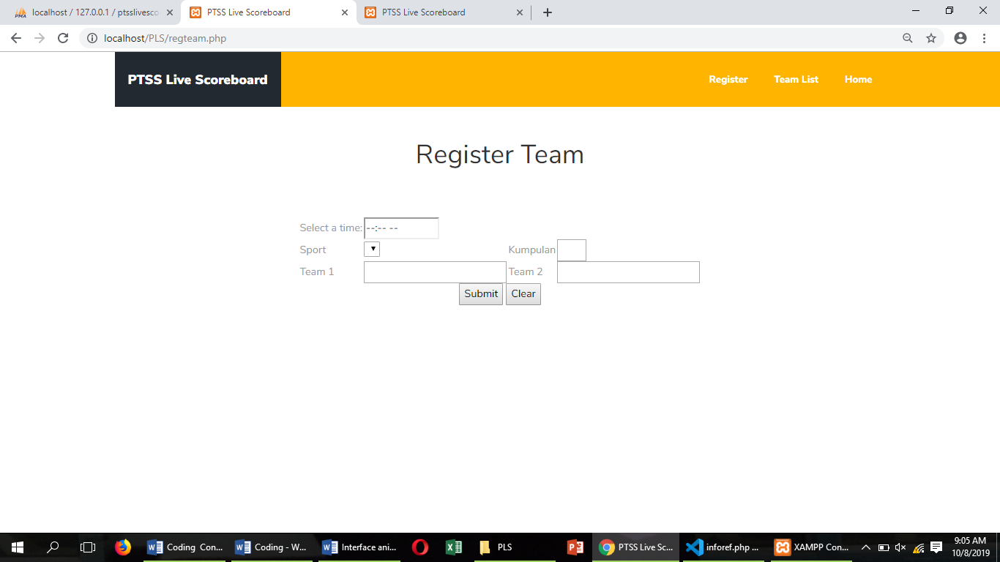 localhost / 127.0.0.1 / ptsslivesco
PTSS Live Scoreboard
PTSS Live Scoreboard
localhost/PLS/regteam.php
PTSS Live Scoreboard
Register
Team List
Home
Register Team
Select a time: --:-- --
Sport
Kumpulan
Team 1
Team 2
Submit
Clear
Coding Con...
Coding - W...
Interface ani...
PLS
PTSS Live Sc...
inforef.php ...
XAMPP Con...
9:05 AM
10/8/2019